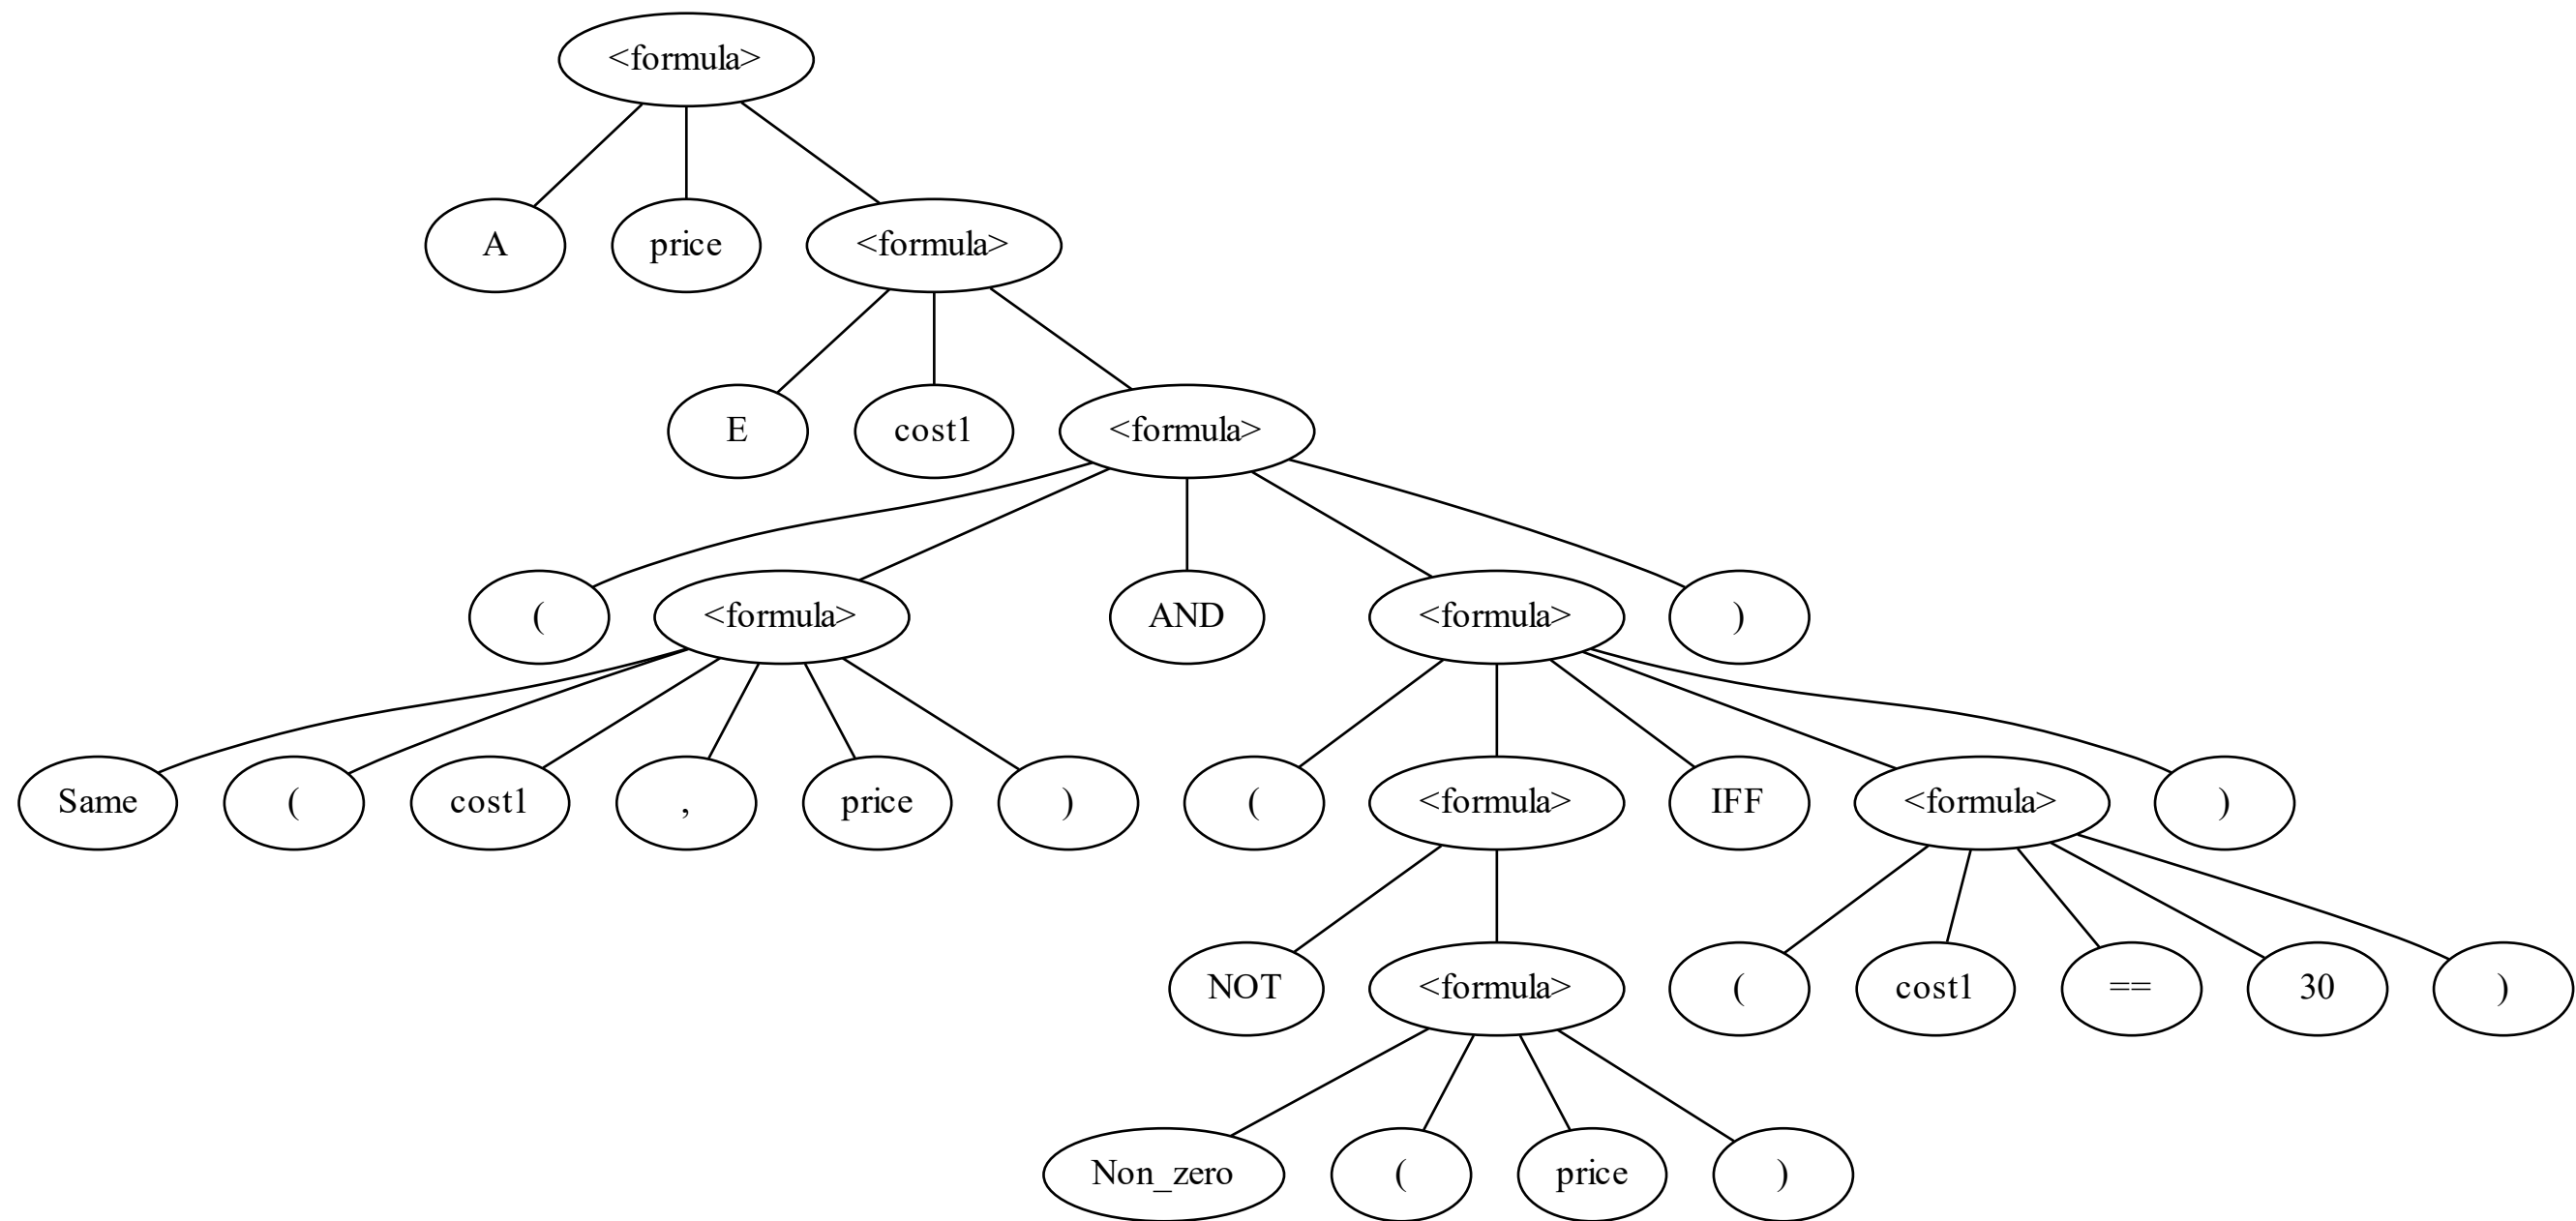 <formula>
A price <formula>
E cost1 <formula>
( <formula> AND <formula> )
Same ( cost1 , price ) ( <formula> IFF <formula> )
NOT <formula> ( cost1 == 30 )
Non_zero ( price )